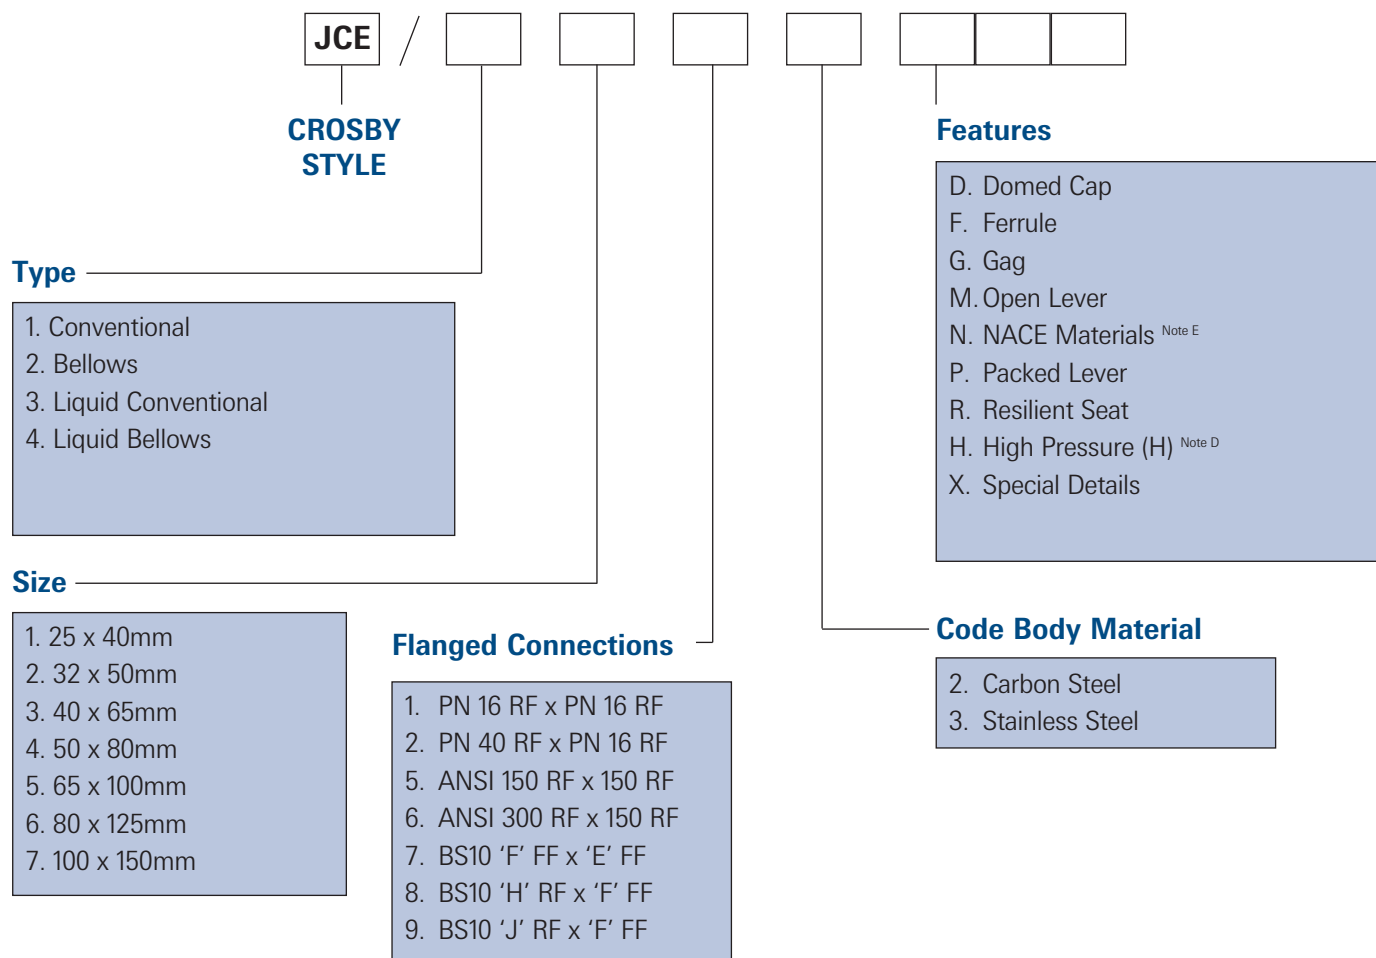 JCE /
CROSBY
STYLE
Features
D. Domed Cap
F. Ferrule
G. Gag
M. Open Lever
N. NACE Materials Note E
P. Packed Lever
R. Resilient Seat
H. High Pressure (H) Note D
X. Special Details
Type
1. Conventional
2. Bellows
3. Liquid Conventional
4. Liquid Bellows
Size
1. 25 x 40mm
2. 32 x 50mm
3. 40 x 65mm
4. 50 x 80mm
5. 65 x 100mm
6. 80 x 125mm
7. 100 x 150mm
Flanged Connections
1. PN 16 RF x PN 16 RF
2. PN 40 RF x PN 16 RF
5. ANSI 150 RF x 150 RF
6. ANSI 300 RF x 150 RF
7. BS10 ‘F’ FF x ‘E’ FF
8. BS10 ‘H’ RF x ‘F’ FF
9. BS10 ‘J’ RF x ‘F’ FF
Code Body Material
2. Carbon Steel
3. Stainless Steel